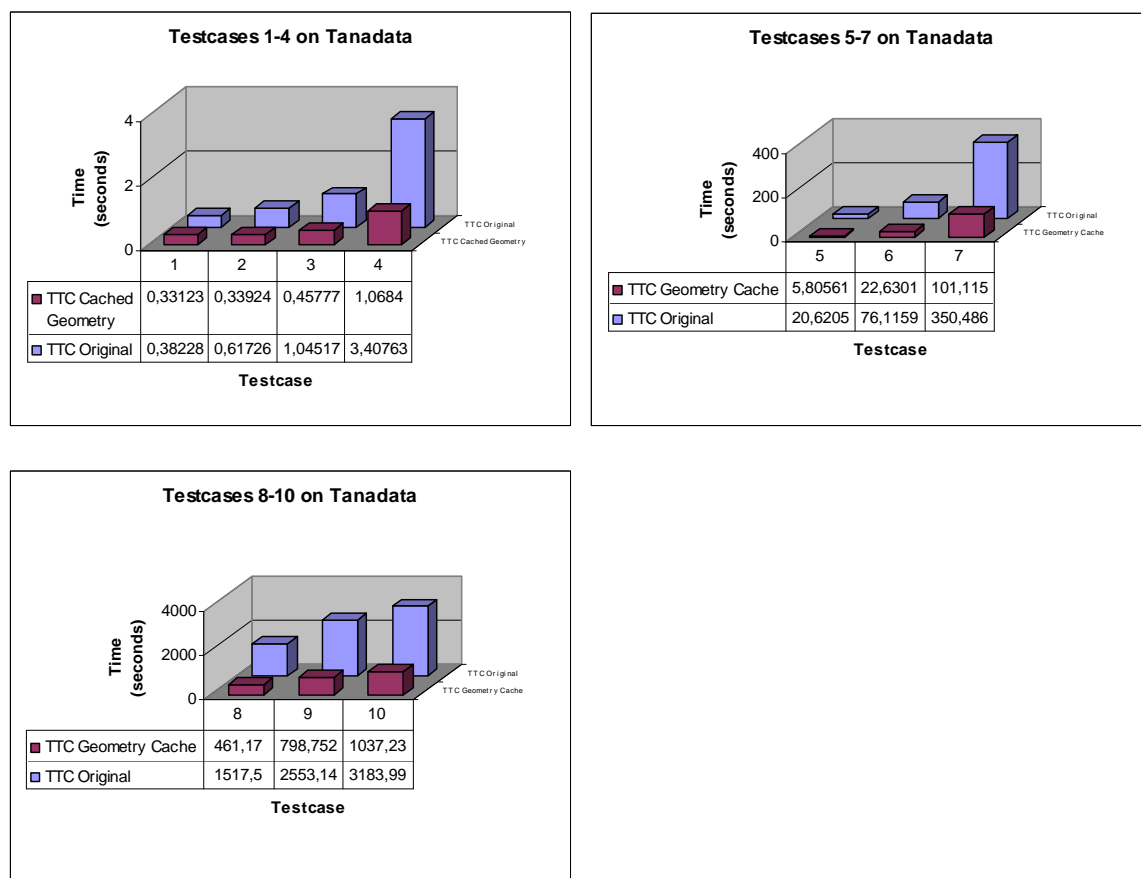 Testcases 1-4 on Tanadata
4
2
0
Time
(seconds)
TTC Original
TTC Cached Geometry
1 2 3 4
TTC Cached Geometry 0,33123 0,33924 0,45777 1,0684
TTC Original 0,38228 0,61726 1,04517 3,40763
Testcase
Testcases 5-7 on Tanadata
400
200
0
Time
(seconds)
TTC Original
TTC Geometry Cache
5 6 7
TTC Geometry Cache 5,80561 22,6301 101,115
TTC Original 20,6205 76,1159 350,486
Testcase
Testcases 8-10 on Tanadata
4000
2000
0
Time
(seconds)
TTC Original
TTC Geometry Cache
8 9 10
TTC Geometry Cache 461,17 798,752 1037,23
TTC Original 1517,5 2553,14 3183,99
Testcase